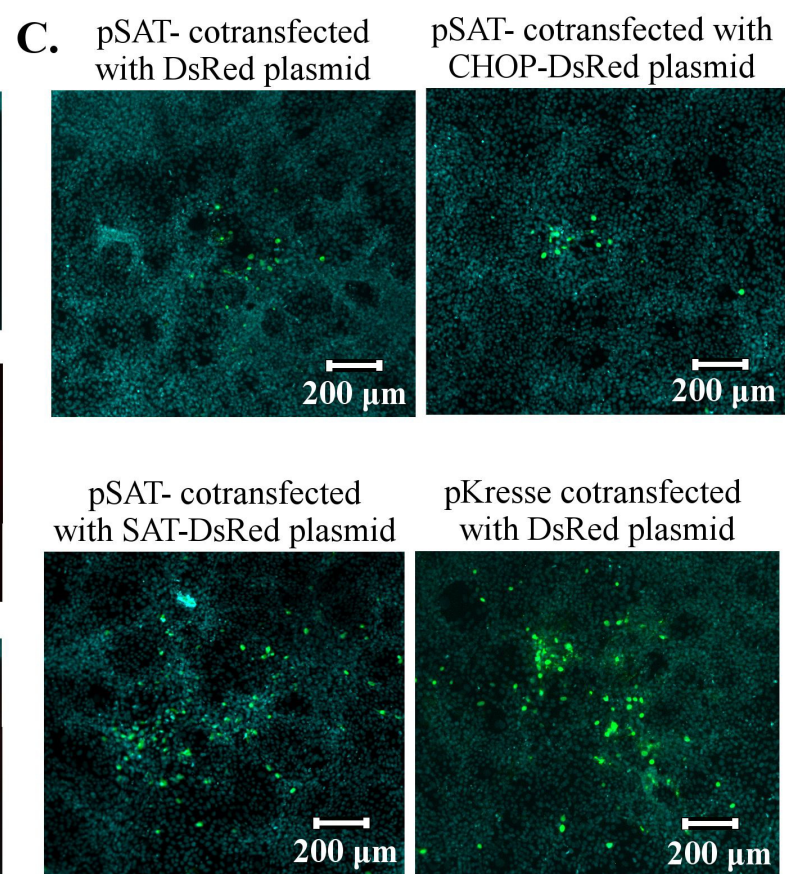 C.
pSAT- cotransfected
with DsRed plasmid
pSAT- cotransfected with
CHOP-DsRed plasmid
200 µm
200 µm
pSAT- cotransfected
with SAT-DsRed plasmid
pKresse cotransfected
with DsRed plasmid
200 µm
200 µm